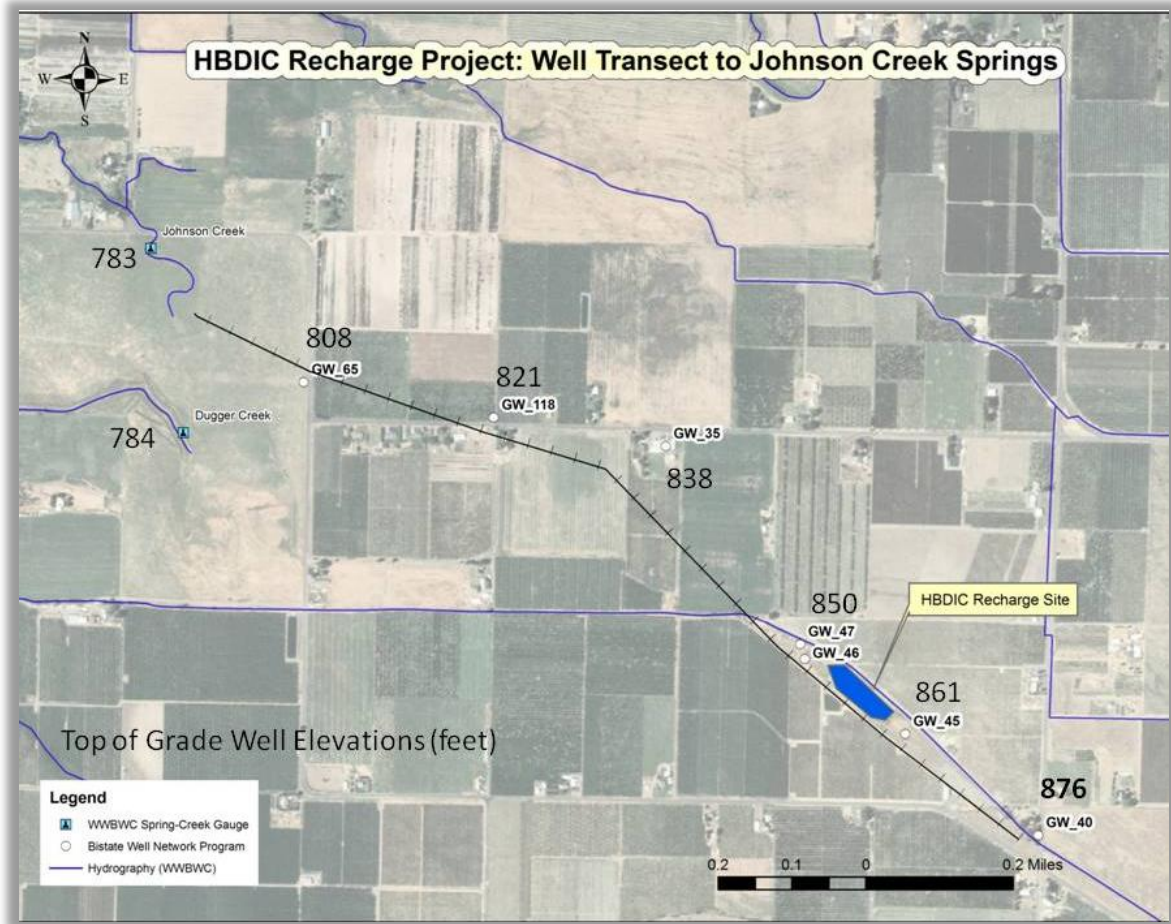 HBDIC Recharge Project: Well Transect to Johnson Creek Springs
N
W E
S
Johnson Creek
783
808
GW_65
821
GW_118
Dugger Creek
784
GW_35
838
HBDIC Recharge Site
850
GW_47
GW_46
861
GW_45
Top of Grade Well Elevations (feet)
876
GW_40
Legend
WWBWC Spring-Creek Gauge
Bistate Well Network Program
Hydrography (WWBWC)
0.2 0.1 0 0.2 Miles